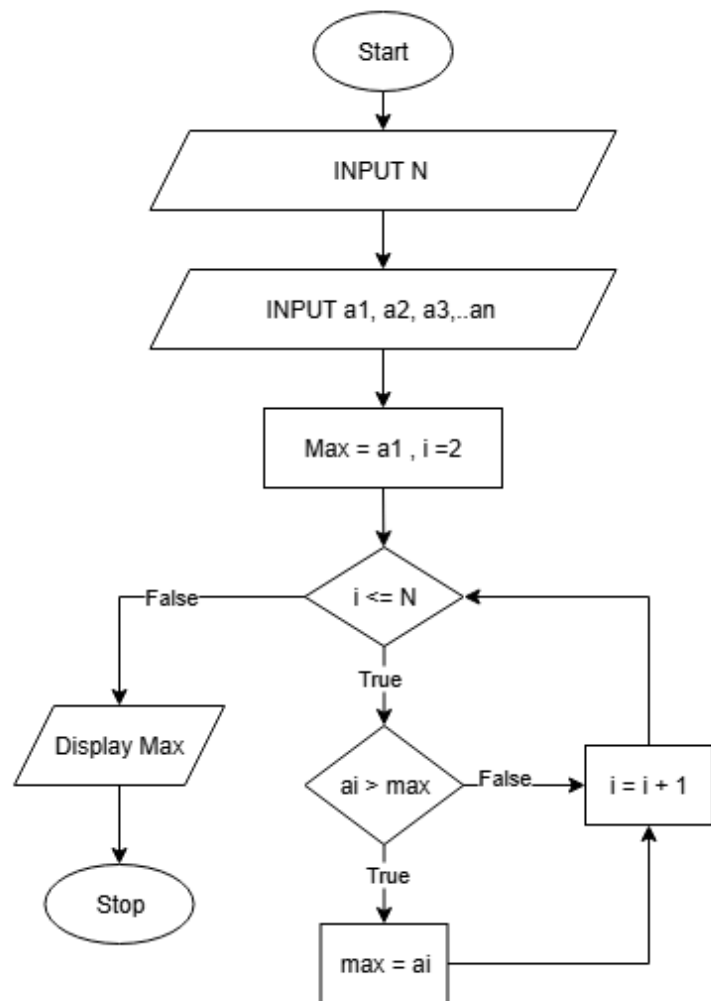 Start
INPUT N
INPUT a1, a2, a3,..an
Max = a1 , i =2
i <= N
False
True
Display Max
ai > max
False
i = i + 1
True
Stop
max = ai